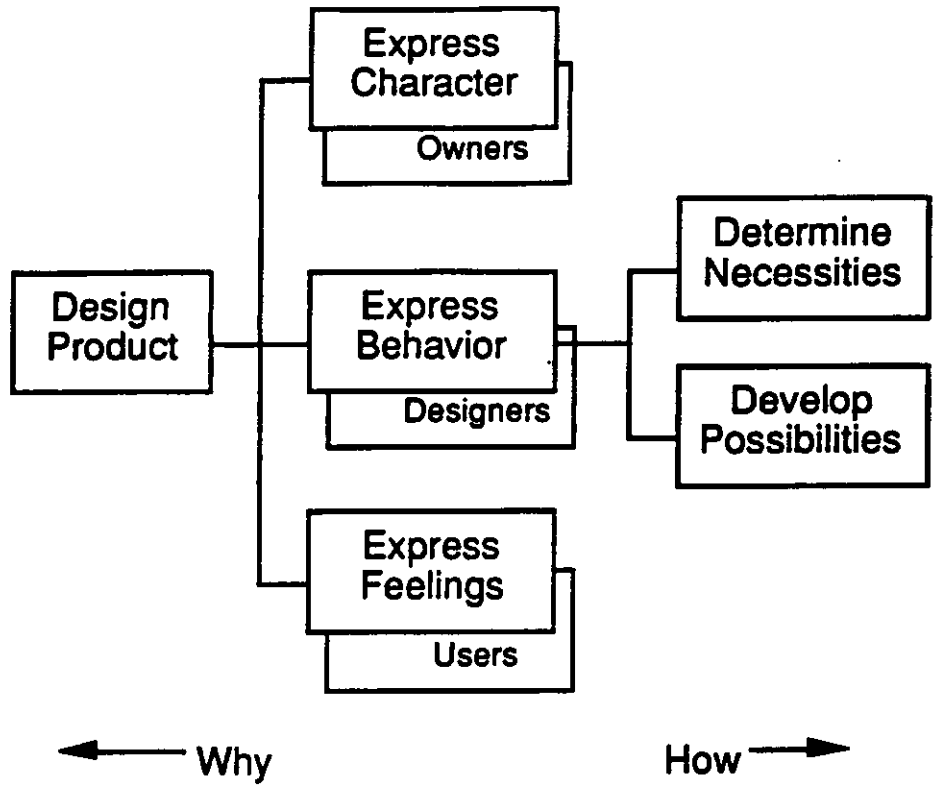 Express
Character
Owners
Design
Product
Express
Behavior
Designers
Determine
Necessities
Develop
Possibilities
Express
Feelings
Users
Why
How